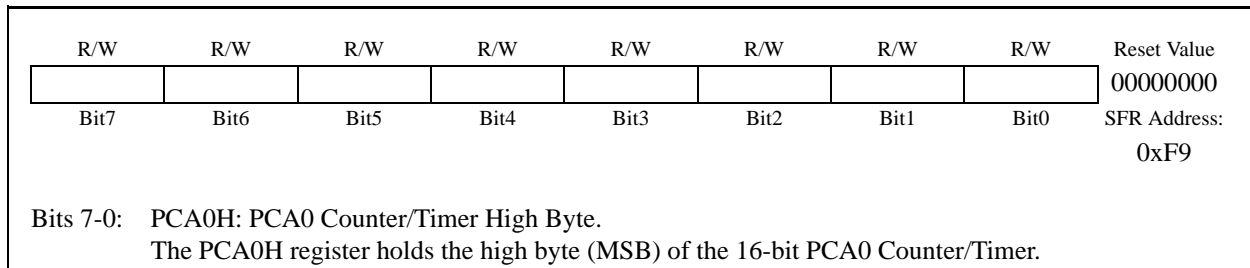 R/W R/W R/W R/W R/W R/W R/W R/W Reset Value
00000000
Bit7 Bit6 Bit5 Bit4 Bit3 Bit2 Bit1 Bit0 SFR Address:
0xF9
Bits 7-0: PCA0H: PCA0 Counter/Timer High Byte.
The PCA0H register holds the high byte (MSB) of the 16-bit PCA0 Counter/Timer.